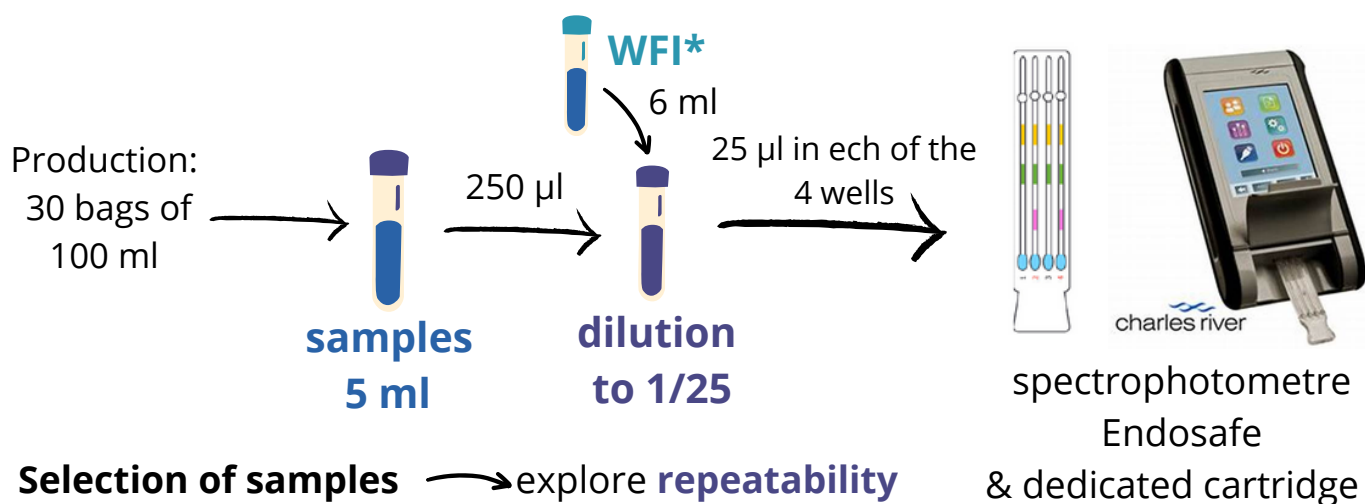 WFI*
6 ml
Production:
30 bags of
100 ml
250 µl
25 µl in ech of the
4 wells
samples
5 ml
dilution
to 1/25
charles river
spectrophotometre
Endosafe
& dedicated cartridge
Selection of samples
explore repeatability